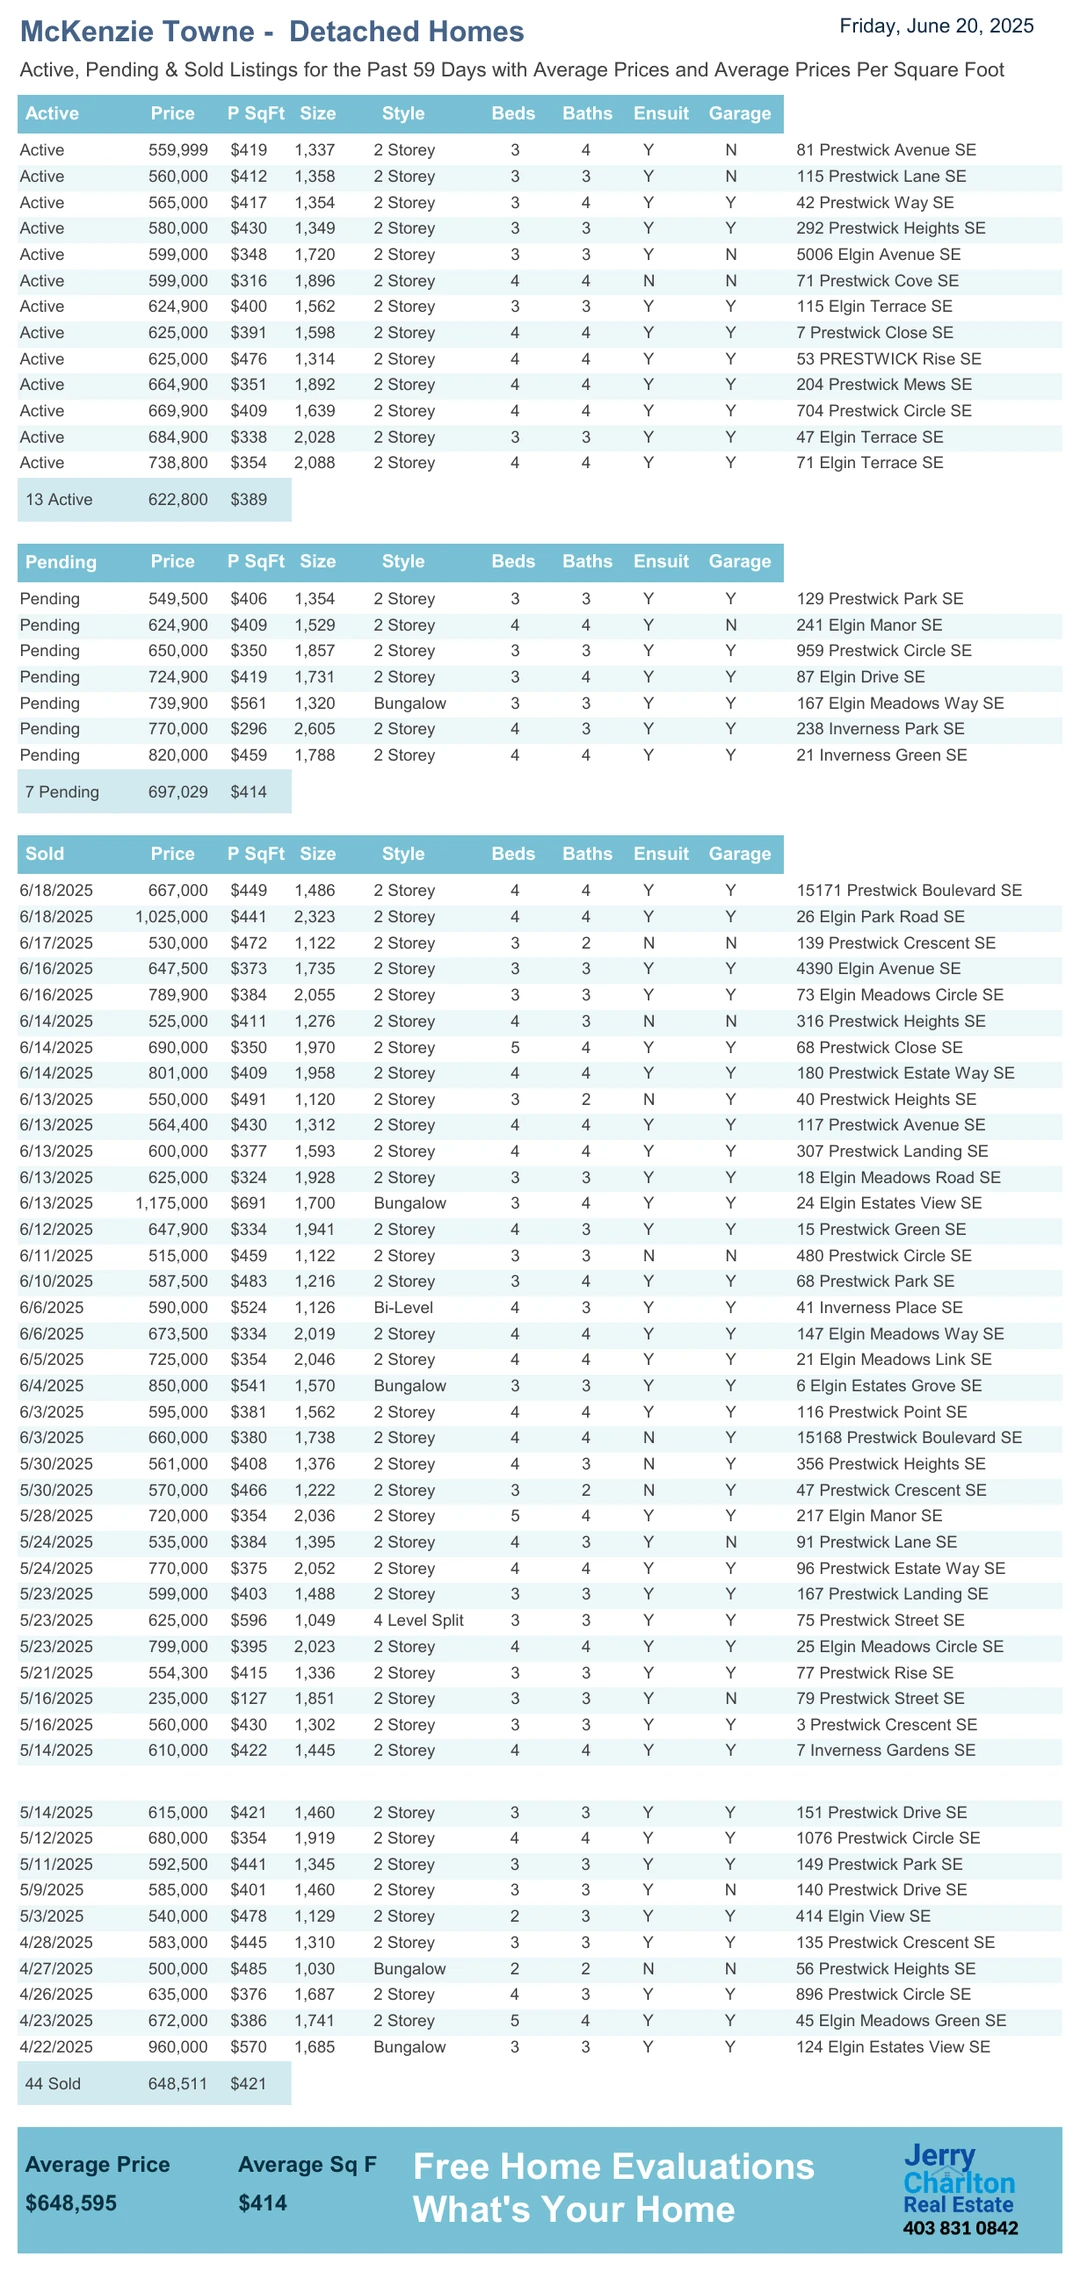 McKenzie Towne - Detached Homes Friday, June 20, 2025
Active, Pending & Sold Listings for the Past 59 Days with Average Prices and Average Prices Per Square Foot
Active Price P SqFt Size Style Beds Baths Ensuit Garage
Active 559,999 $419 1,337 2 Storey 3 4 Y N 81 Prestwick Avenue SE
Active 560,000 $412 1,358 2 Storey 3 3 Y N 115 Prestwick Lane SE
Active 565,000 $417 1,354 2 Storey 3 4 Y Y 42 Prestwick Way SE
Active 580,000 $430 1,349 2 Storey 3 3 Y Y 292 Prestwick Heights SE
Active 599,000 $348 1,720 2 Storey 3 3 Y N 5006 Elgin Avenue SE
Active 599,000 $316 1,896 2 Storey 4 4 N N 71 Prestwick Cove SE
Active 624,900 $400 1,562 2 Storey 3 3 Y Y 115 Elgin Terrace SE
Active 625,000 $391 1,598 2 Storey 4 4 Y Y 7 Prestwick Close SE
Active 625,000 $476 1,314 2 Storey 4 4 Y Y 53 PRESTWICK Rise SE
Active 664,900 $351 1,892 2 Storey 4 4 Y Y 204 Prestwick Mews SE
Active 669,900 $409 1,639 2 Storey 4 4 Y Y 704 Prestwick Circle SE
Active 684,900 $338 2,028 2 Storey 3 3 Y Y 47 Elgin Terrace SE
Active 738,800 $354 2,088 2 Storey 4 4 Y Y 71 Elgin Terrace SE
13 Active 622,800 $389
Pending Price P SqFt Size Style Beds Baths Ensuit Garage
Pending 549,500 $406 1,354 2 Storey 3 3 Y Y 129 Prestwick Park SE
Pending 624,900 $409 1,529 2 Storey 4 4 Y N 241 Elgin Manor SE
Pending 650,000 $350 1,857 2 Storey 3 3 Y Y 959 Prestwick Circle SE
Pending 724,900 $419 1,731 2 Storey 3 4 Y Y 87 Elgin Drive SE
Pending 739,900 $561 1,320 Bungalow 3 3 Y Y 167 Elgin Meadows Way SE
Pending 770,000 $296 2,605 2 Storey 4 3 Y Y 238 Inverness Park SE
Pending 820,000 $459 1,788 2 Storey 4 4 Y Y 21 Inverness Green SE
7 Pending 697,029 $414
Sold Price P SqFt Size Style Beds Baths Ensuit Garage
6/18/2025 667,000 $449 1,486 2 Storey 4 4 Y Y 15171 Prestwick Boulevard SE
6/18/2025 1,025,000 $441 2,323 2 Storey 4 4 Y Y 26 Elgin Park Road SE
6/17/2025 530,000 $472 1,122 2 Storey 3 2 N N 139 Prestwick Crescent SE
6/16/2025 647,500 $373 1,735 2 Storey 3 3 Y Y 4390 Elgin Avenue SE
6/16/2025 789,900 $384 2,055 2 Storey 3 3 Y Y 73 Elgin Meadows Circle SE
6/14/2025 525,000 $411 1,276 2 Storey 4 3 N N 316 Prestwick Heights SE
6/14/2025 690,000 $350 1,970 2 Storey 5 4 Y Y 68 Prestwick Close SE
6/14/2025 801,000 $409 1,958 2 Storey 4 4 Y Y 180 Prestwick Estate Way SE
6/13/2025 550,000 $491 1,120 2 Storey 3 2 N Y 40 Prestwick Heights SE
6/13/2025 564,400 $430 1,312 2 Storey 4 4 Y Y 117 Prestwick Avenue SE
6/13/2025 600,000 $377 1,593 2 Storey 4 4 Y Y 307 Prestwick Landing SE
6/13/2025 625,000 $324 1,928 2 Storey 3 3 Y Y 18 Elgin Meadows Road SE
6/13/2025 1,175,000 $691 1,700 Bungalow 3 4 Y Y 24 Elgin Estates View SE
6/12/2025 647,900 $334 1,941 2 Storey 4 3 Y Y 15 Prestwick Green SE
6/11/2025 515,000 $459 1,122 2 Storey 3 3 N N 480 Prestwick Circle SE
6/10/2025 587,500 $483 1,216 2 Storey 3 4 Y Y 68 Prestwick Park SE
6/6/2025 590,000 $524 1,126 Bi-Level 4 3 Y Y 41 Inverness Place SE
6/6/2025 673,500 $334 2,019 2 Storey 4 4 Y Y 147 Elgin Meadows Way SE
6/5/2025 725,000 $354 2,046 2 Storey 4 4 Y Y 21 Elgin Meadows Link SE
6/4/2025 850,000 $541 1,570 Bungalow 3 3 Y Y 6 Elgin Estates Grove SE
6/3/2025 595,000 $381 1,562 2 Storey 4 4 Y Y 116 Prestwick Point SE
6/3/2025 660,000 $380 1,738 2 Storey 4 4 N Y 15168 Prestwick Boulevard SE
5/30/2025 561,000 $408 1,376 2 Storey 4 3 N Y 356 Prestwick Heights SE
5/30/2025 570,000 $466 1,222 2 Storey 3 2 N Y 47 Prestwick Crescent SE
5/28/2025 720,000 $354 2,036 2 Storey 5 4 Y Y 217 Elgin Manor SE
5/24/2025 535,000 $384 1,395 2 Storey 4 3 Y N 91 Prestwick Lane SE
5/24/2025 770,000 $375 2,052 2 Storey 4 4 Y Y 96 Prestwick Estate Way SE
5/23/2025 599,000 $403 1,488 2 Storey 3 3 Y Y 167 Prestwick Landing SE
5/23/2025 625,000 $596 1,049 4 Level Split 3 3 Y Y 75 Prestwick Street SE
5/23/2025 799,000 $395 2,023 2 Storey 4 4 Y Y 25 Elgin Meadows Circle SE
5/21/2025 554,300 $415 1,336 2 Storey 3 3 Y Y 77 Prestwick Rise SE
5/16/2025 235,000 $127 1,851 2 Storey 3 3 Y N 79 Prestwick Street SE
5/16/2025 560,000 $430 1,302 2 Storey 3 3 Y Y 3 Prestwick Crescent SE
5/14/2025 610,000 $422 1,445 2 Storey 4 4 Y Y 7 Inverness Gardens SE
5/14/2025 615,000 $421 1,460 2 Storey 3 3 Y Y 151 Prestwick Drive SE
5/12/2025 680,000 $354 1,919 2 Storey 4 4 Y Y 1076 Prestwick Circle SE
5/11/2025 592,500 $441 1,345 2 Storey 3 3 Y Y 149 Prestwick Park SE
5/9/2025 585,000 $401 1,460 2 Storey 3 3 Y N 140 Prestwick Drive SE
5/3/2025 540,000 $478 1,129 2 Storey 2 3 Y Y 414 Elgin View SE
4/28/2025 583,000 $445 1,310 2 Storey 3 3 Y Y 135 Prestwick Crescent SE
4/27/2025 500,000 $485 1,030 Bungalow 2 2 N N 56 Prestwick Heights SE
4/26/2025 635,000 $376 1,687 2 Storey 4 3 Y Y 896 Prestwick Circle SE
4/23/2025 672,000 $386 1,741 2 Storey 5 4 Y Y 45 Elgin Meadows Green SE
4/22/2025 960,000 $570 1,685 Bungalow 3 3 Y Y 124 Elgin Estates View SE
44 Sold 648,511 $421
Average Price Average Sq F
$648,595 $414
Free Home Evaluations
What's Your Home
Jerry
Charlton
Real Estate
403 831 0842